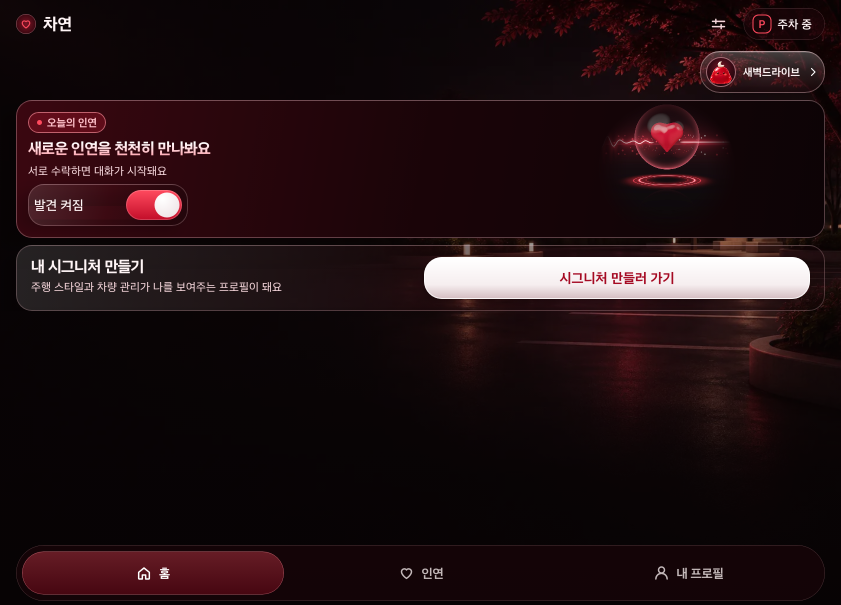 차연
P 주차 중
새벽드라이브
오늘의 인연
새로운 인연을 천천히 만나봐요
서로 수락하면 대화가 시작돼요
발견 켜짐
내 시그니처 만들기
주행 스타일과 차량 관리가 나를 보여주는 프로필이 돼요
시그니처 만들러 가기
홈
인연
내 프로필